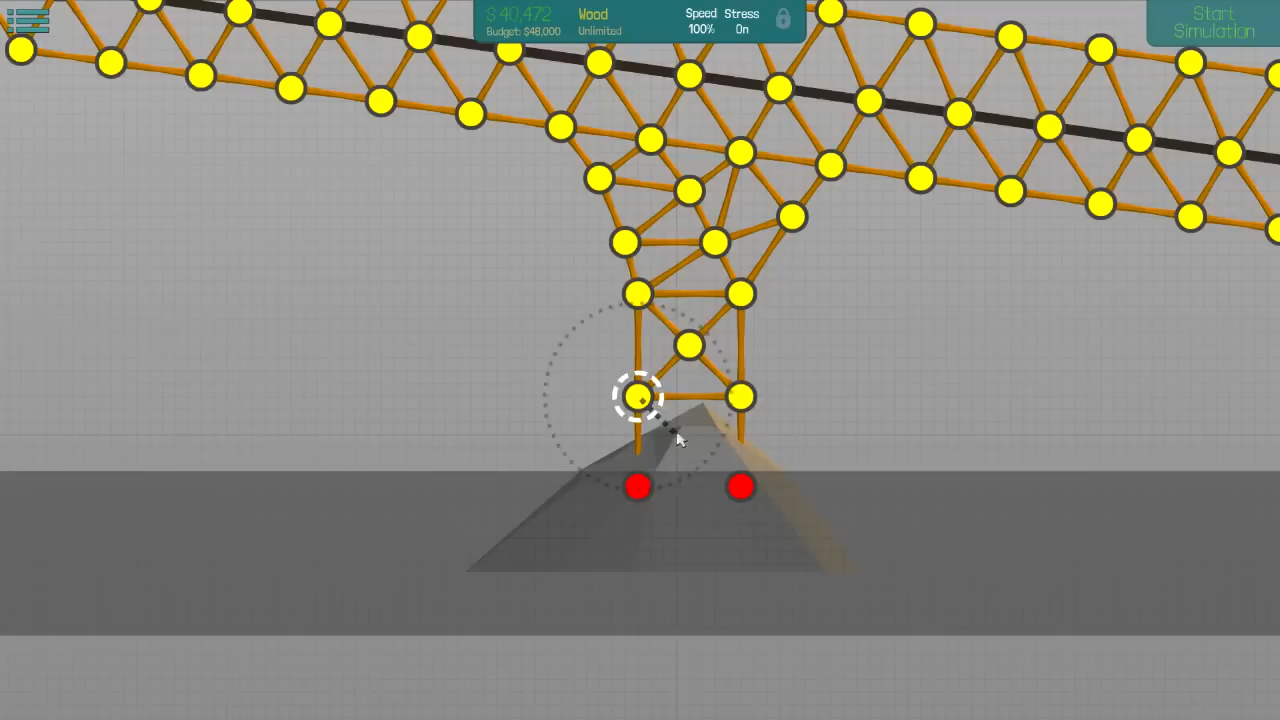 $ 40,472
Budget: $48,000
Wood
Unlimited
Speed
100%
Stress
On
Start
Simulation